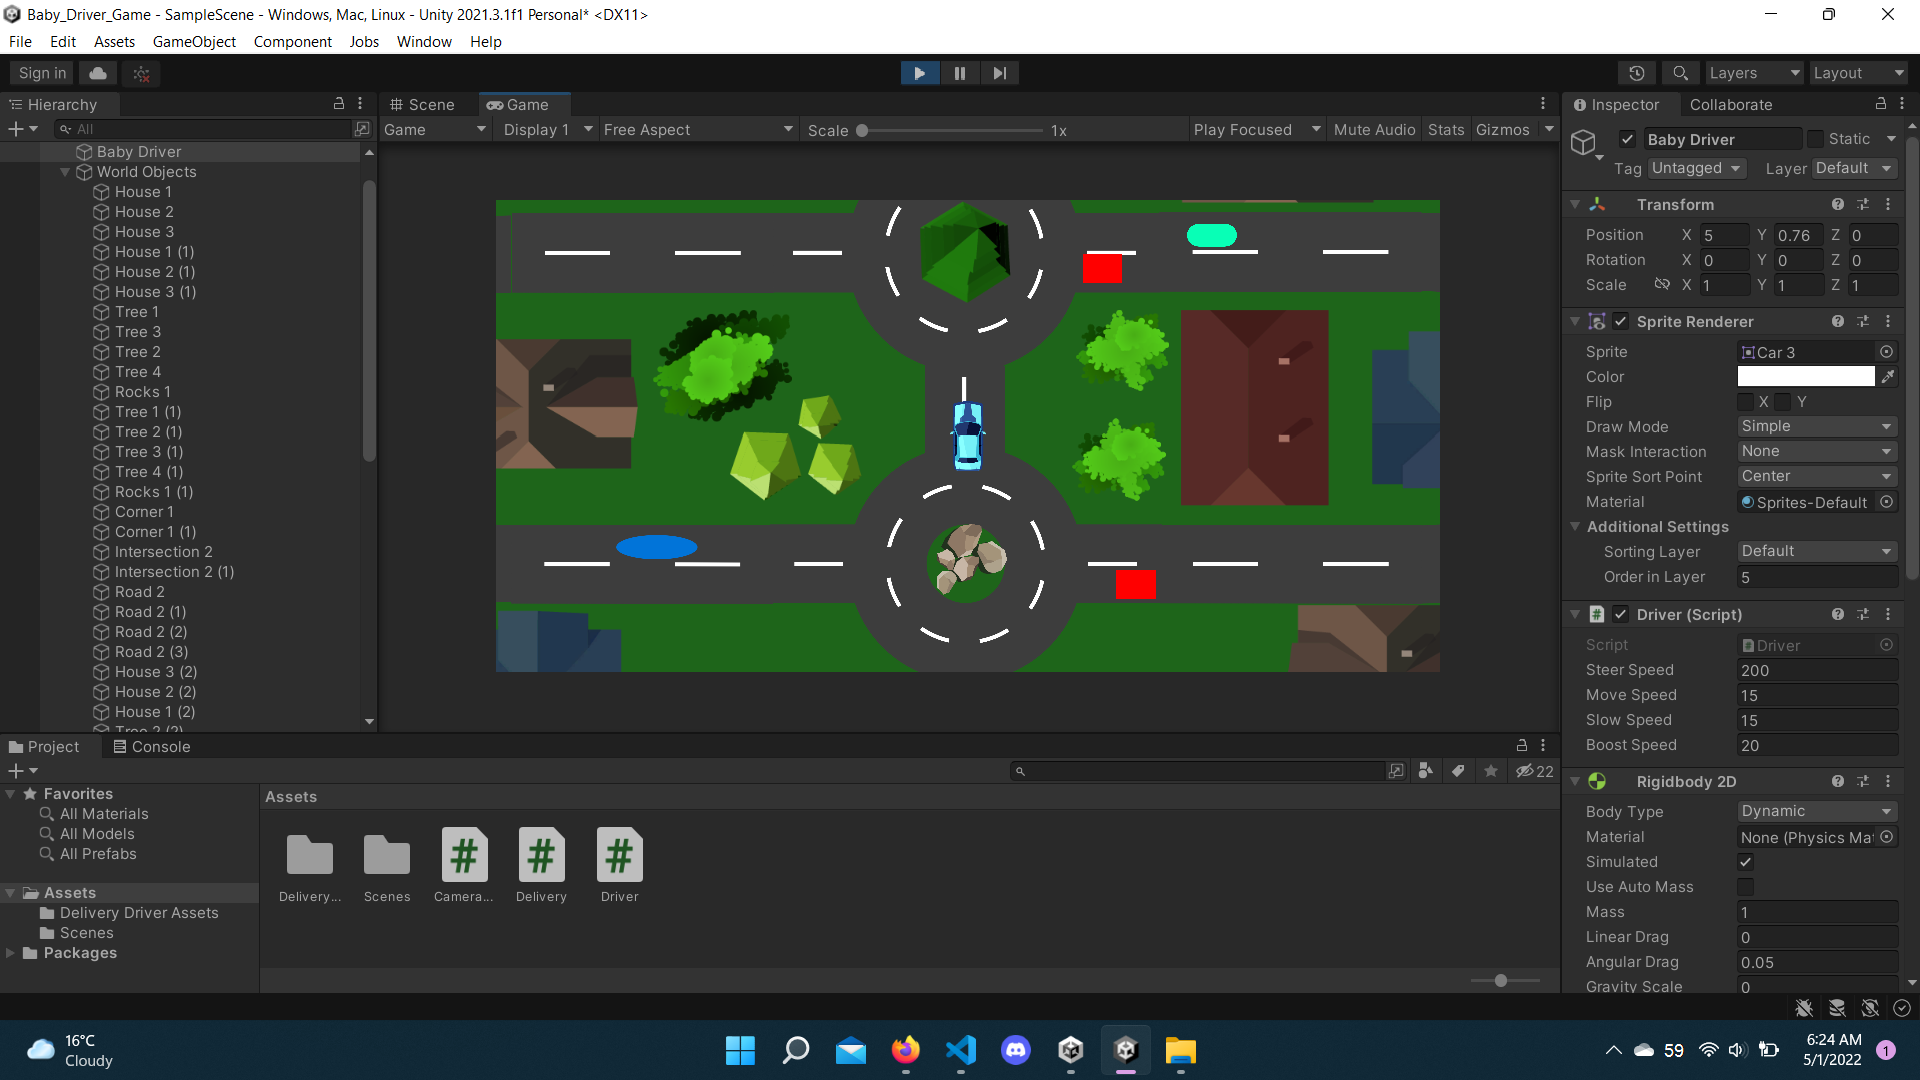 Baby_Driver_Game - SampleScene - Windows, Mac, Linux - Unity 2021.3.1f1 Personal* <DX11>
File Edit Assets GameObject Component Jobs Window Help
Sign in
Layers Layout
Hierarchy
All
Baby Driver
World Objects
House 1
House 2
House 3
House 1 (1)
House 2 (1)
House 3 (1)
Tree 1
Tree 3
Tree 2
Tree 4
Rocks 1
Tree 1 (1)
Tree 2 (1)
Tree 3 (1)
Tree 4 (1)
Rocks 1 (1)
Corner 1
Corner 1 (1)
Intersection 2
Intersection 2 (1)
Road 2
Road 2 (1)
Road 2 (2)
Road 2 (3)
House 3 (2)
House 2 (2)
House 1 (2)
Tree 2 (2)
Scene Game
Game Display 1 Free Aspect Scale 1x Play Focused Mute Audio Stats Gizmos
Inspector Collaborate
Baby Driver Static
Tag Untagged Layer Default
Transform
Position X 5 Y 0.76 Z 0
Rotation X 0 Y 0 Z 0
Scale X 1 Y 1 Z 1
Sprite Renderer
Sprite Car 3
Color
Flip X Y
Draw Mode Simple
Mask Interaction None
Sprite Sort Point Center
Material Sprites-Default
Additional Settings
Sorting Layer Default
Order in Layer 5
# Driver (Script)
Script # Driver
Steer Speed 200
Move Speed 15
Slow Speed 15
Boost Speed 20
Rigidbody 2D
Body Type Dynamic
Material None (Physics Mat
Simulated
Use Auto Mass
Mass 1
Linear Drag 0
Angular Drag 0.05
Gravity Scale 0
Project Console
22
Favorites
All Materials
All Models
All Prefabs
Assets
Delivery Driver Assets
Scenes
Packages
Assets
# # #
Delivery... Scenes Camera... Delivery Driver
16°C
Cloudy
59
6:24 AM
5/1/2022
1